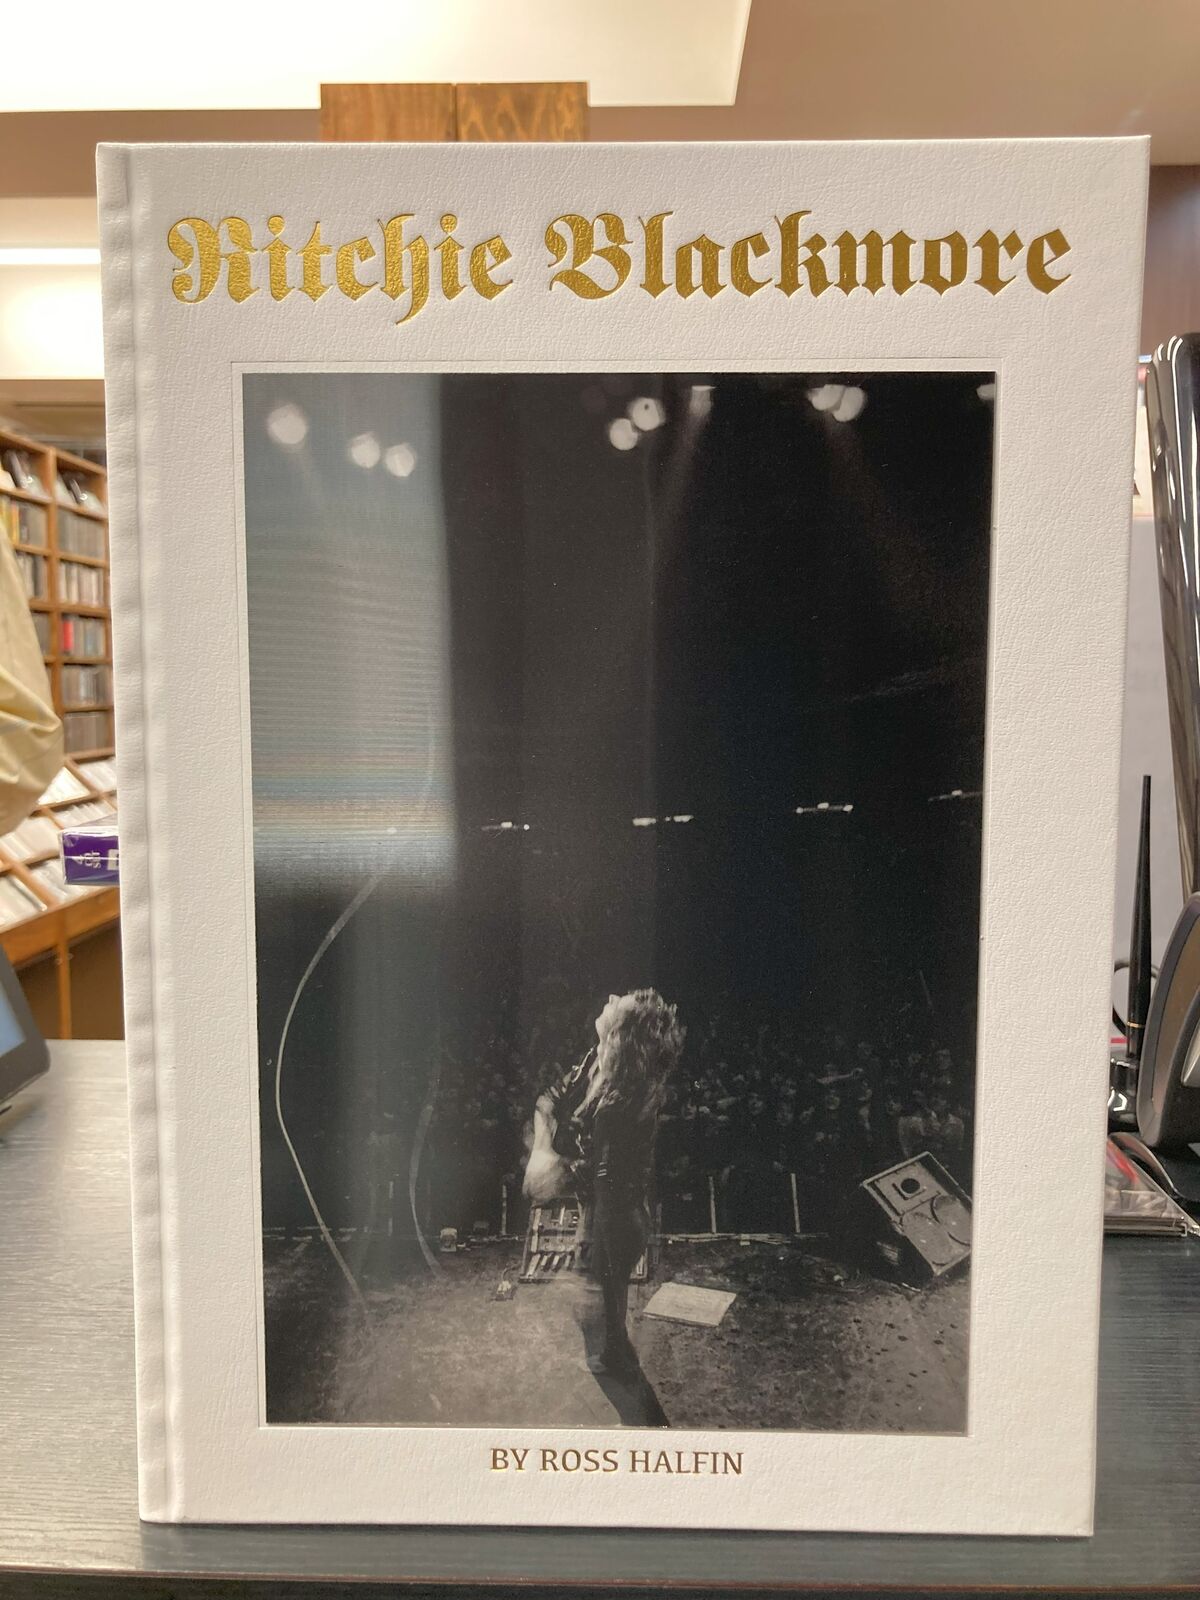 Ritchie Blackmore
BY ROSS HALFIN